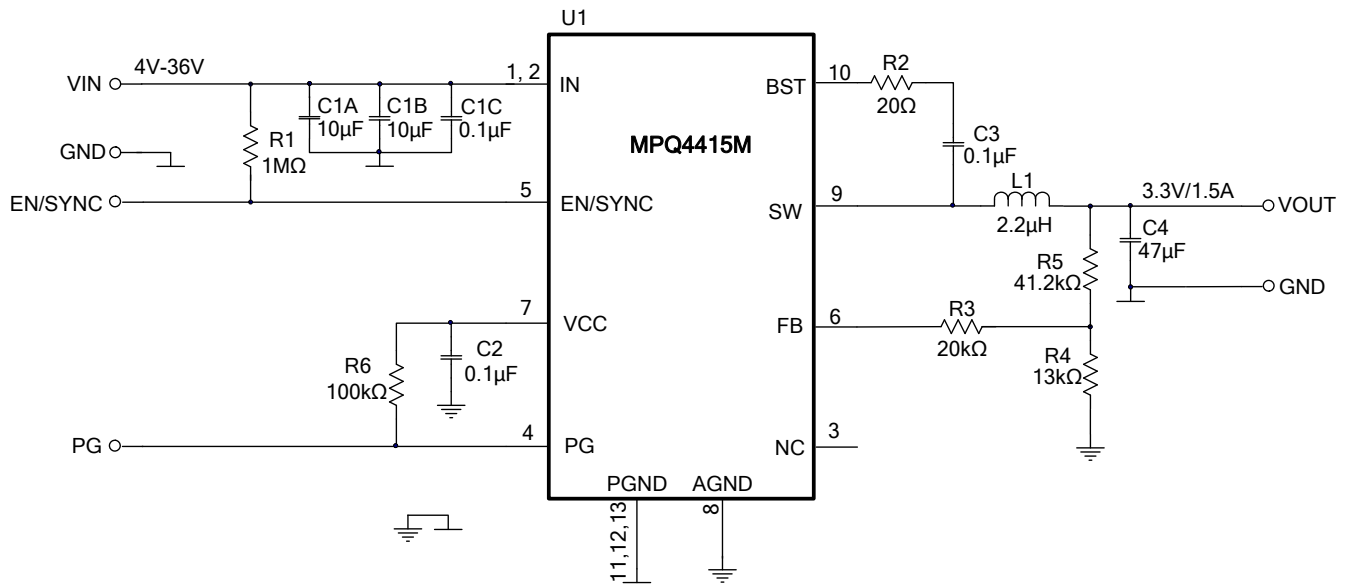 U1
VIN
4V-36V
1, 2
IN
C1A
10µF
C1B
10µF
C1C
0.1µF
R1
1MΩ
GND
EN/SYNC
5
EN/SYNC
MPQ4415M
BST
10
R2
20Ω
C3
0.1µF
SW
9
L1
2.2µH
3.3V/1.5A
VOUT
C4
47µF
GND
R5
41.2kΩ
FB
6
R3
20kΩ
R4
13kΩ
7
VCC
C2
0.1µF
R6
100kΩ
PG
4
PG
NC
3
PGND
AGND
11,12,13
8